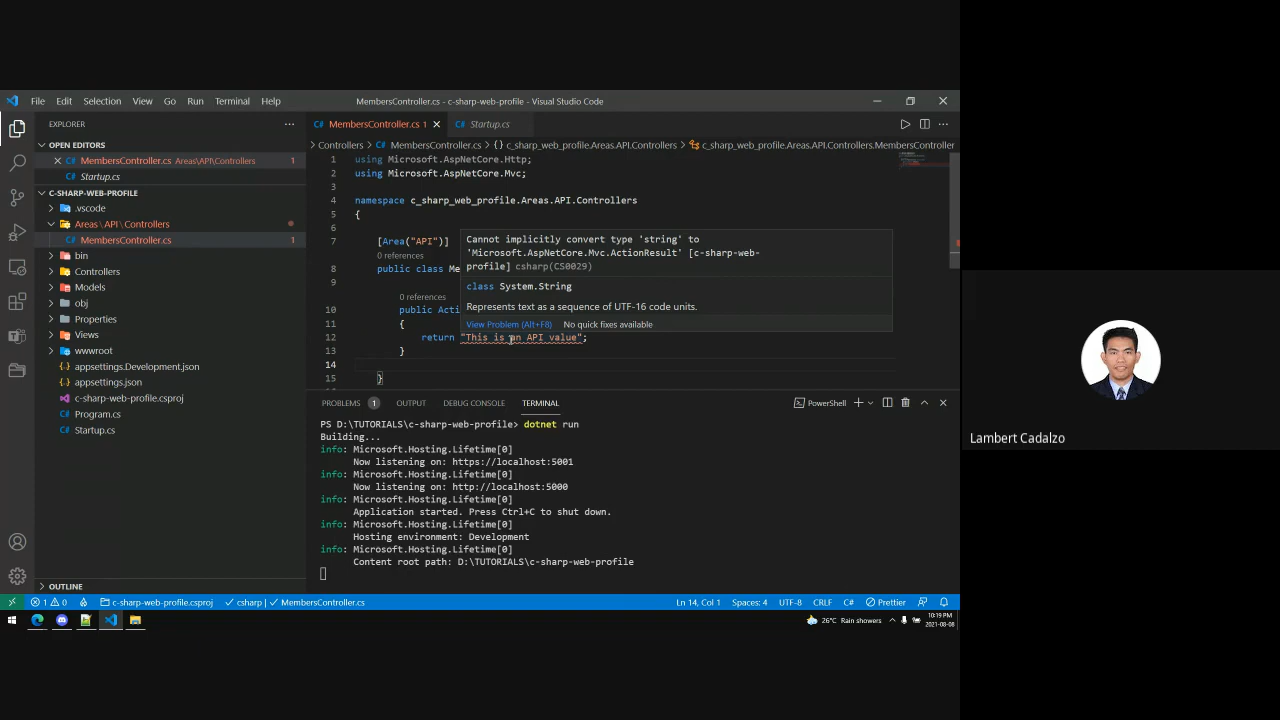 File Edit Selection View Go Run Terminal Help
MembersController.cs - c-sharp-web-profile - Visual Studio Code
EXPLORER
OPEN EDITORS
MembersController.cs Areas\API\Controllers 1
Startup.cs
C-SHARP-WEB-PROFILE
.vscode
Areas \ API \ Controllers
MembersController.cs 1
bin
Controllers
Models
obj
Properties
Views
wwwroot
appsettings.Development.json
appsettings.json
c-sharp-web-profile.csproj
Program.cs
Startup.cs
OUTLINE
MembersController.cs 1
Startup.cs
Controllers > MembersController.cs > {} c_sharp_web_profile.Areas.API.Controllers > c_sharp_web_profile.Areas.API.Controllers.MembersController
1 using Microsoft.AspNetCore.Http;
2 using Microsoft.AspNetCore.Mvc;
3
4 namespace c_sharp_web_profile.Areas.API.Controllers
5 {
6
7 [Area("API")]
0 references
8 public class Me
9
0 references
10 public Acti
11 {
12 return "This is an API value";
13 }
14
15 }
Cannot implicitly convert type 'string' to
'Microsoft.AspNetCore.Mvc.ActionResult' [c-sharp-web-
profile] csharp(CS0029)
class System.String
Represents text as a sequence of UTF-16 code units.
View Problem (Alt+F8) No quick fixes available
PROBLEMS 1 OUTPUT DEBUG CONSOLE TERMINAL
PowerShell
PS D:\TUTORIALS\c-sharp-web-profile> dotnet run
Building...
info: Microsoft.Hosting.Lifetime[0]
Now listening on: https://localhost:5001
info: Microsoft.Hosting.Lifetime[0]
Now listening on: http://localhost:5000
info: Microsoft.Hosting.Lifetime[0]
Application started. Press Ctrl+C to shut down.
info: Microsoft.Hosting.Lifetime[0]
Hosting environment: Development
info: Microsoft.Hosting.Lifetime[0]
Content root path: D:\TUTORIALS\c-sharp-web-profile
1 0 c-sharp-web-profile.csproj csharp | MembersController.cs
Ln 14, Col 1 Spaces: 4 UTF-8 CRLF C# Prettier
26°C Rain showers
10:19 PM
2021-08-08
Lambert Cadalzo